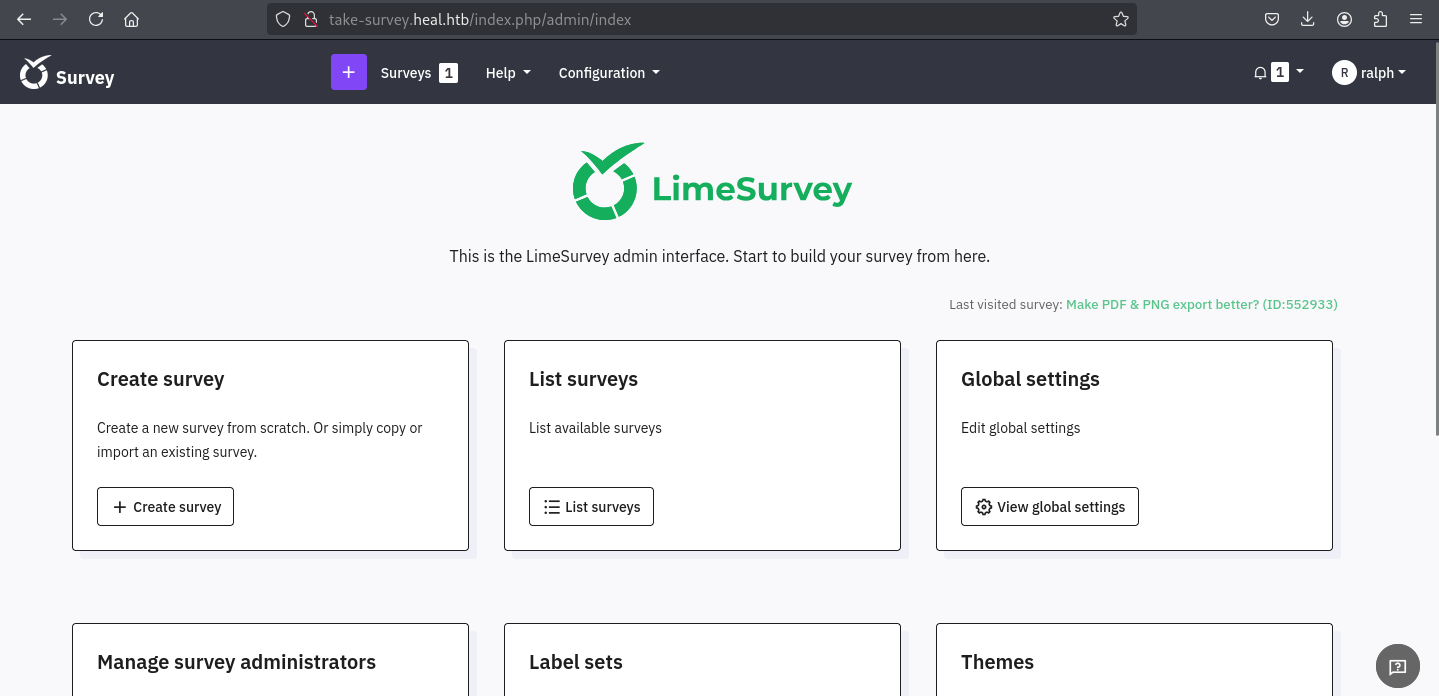 take-survey.heal.htb/index.php/admin/index
Survey
+ Surveys 1 Help Configuration 1 R ralph
LimeSurvey
This is the LimeSurvey admin interface. Start to build your survey from here.
Last visited survey: Make PDF & PNG export better? (ID:552933)
Create survey
Create a new survey from scratch. Or simply copy or
import an existing survey.
+ Create survey
List surveys
List available surveys
List surveys
Global settings
Edit global settings
View global settings
Manage survey administrators
Label sets
Themes